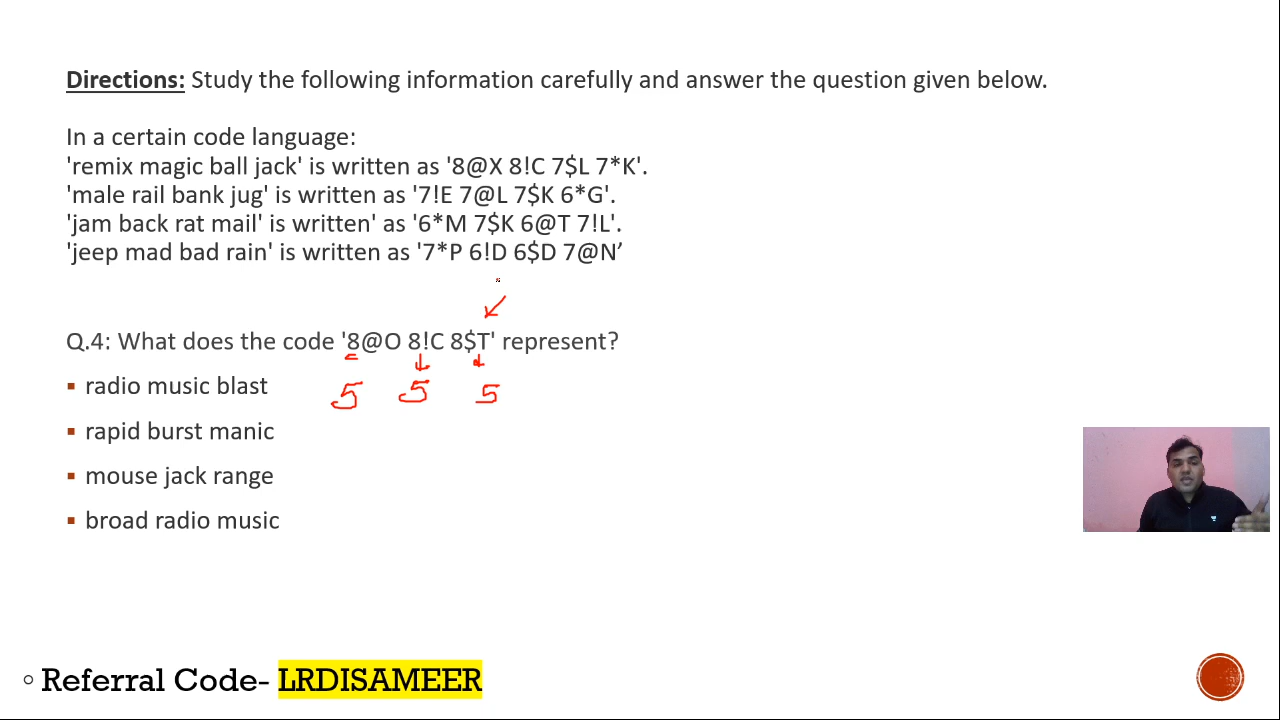 Directions: Study the following information carefully and answer the question given below.
In a certain code language:
'remix magic ball jack' is written as '8@X 8!C 7$L 7*K'.
'male rail bank jug' is written as '7!E 7@L 7$K 6*G'.
'jam back rat mail' is written' as '6*M 7$K 6@T 7!L'.
'jeep mad bad rain' is written as '7*P 6!D 6$D 7@N’
Q.4: What does the code '8@O 8!C 8$T' represent?
▪ radio music blast
5 5 5
▪ rapid burst manic
▪ mouse jack range
▪ broad radio music
◦ Referral Code- LRDISAMEER